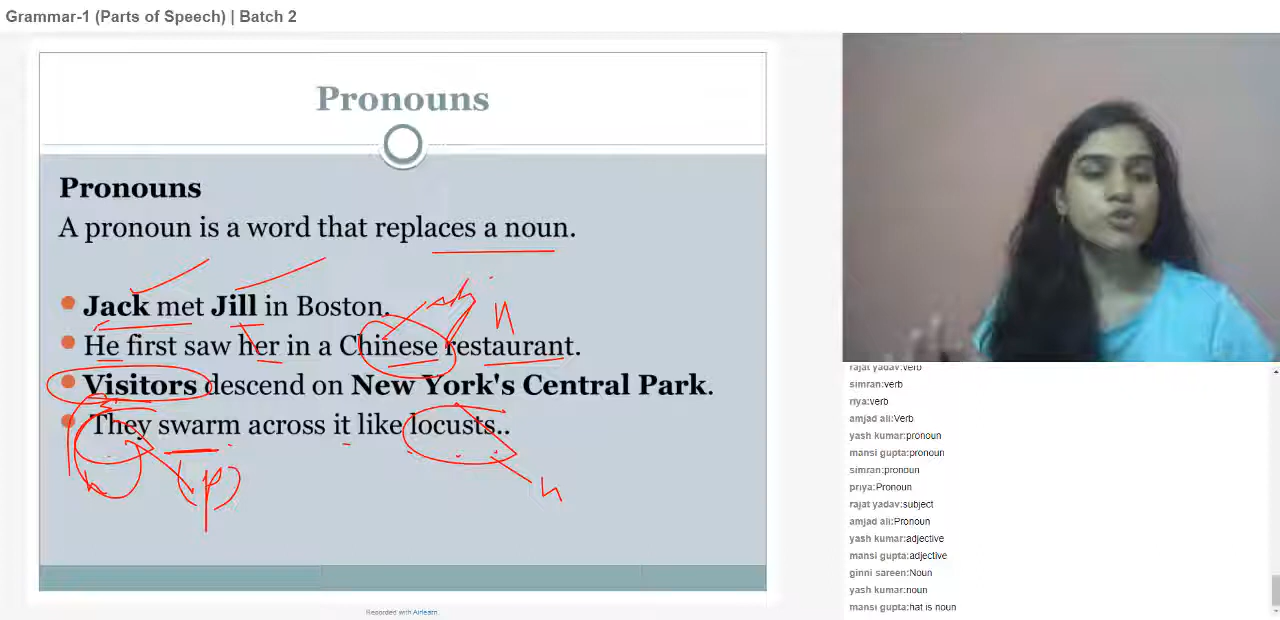 Grammar-1 (Parts of Speech) | Batch 2
Pronouns
Pronouns
A pronoun is a word that replaces a noun.
Jack met Jill in Boston.
He first saw her in a Chinese restaurant.
Visitors descend on New York's Central Park.
They swarm across it like locusts..
n
n
p
Recorded with Airlearn.
rajat yadav:verb
simran:verb
riya:verb
amjad ali:Verb
yash kumar:pronoun
mansi gupta:pronoun
simran:pronoun
priya:Pronoun
rajat yadav:subject
amjad ali:Pronoun
yash kumar:adjective
mansi gupta:adjective
ginni sareen:Noun
yash kumar:noun
mansi gupta:hat is noun